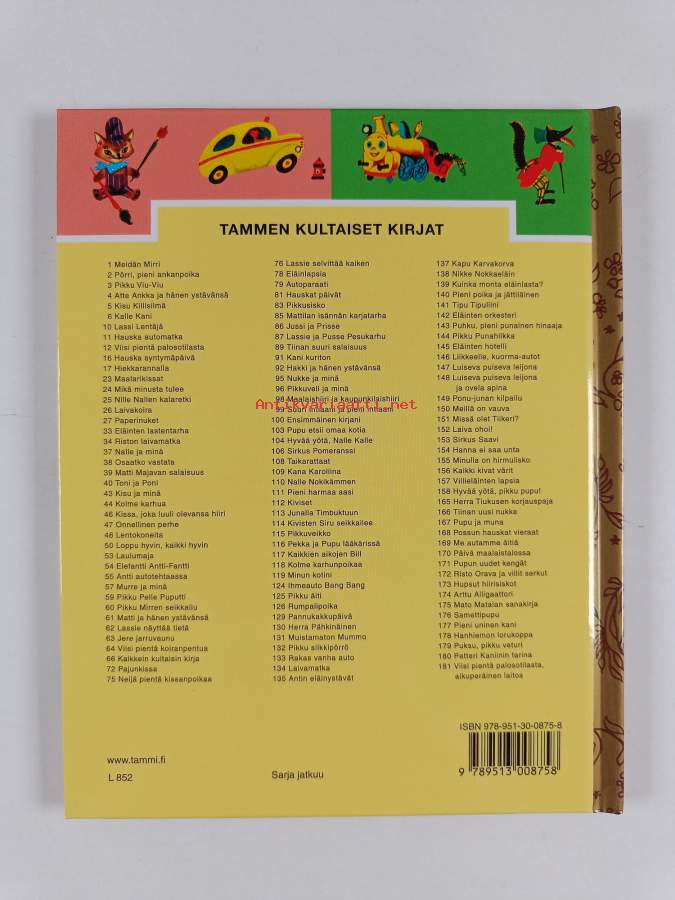 TAMMEN KULTAISET KIRJAT
1 Meidän Mirri
2 Pörri, pieni ankanpoika
3 Pikku Viu-Viu
4 Atte Ankka ja hänen ystävänsä
5 Kisu Killisilmä
6 Kalle Kani
10 Lassi Lentäjä
11 Hauska automatka
12 Viisi pientä palosotilasta
16 Hauska syntymäpäivä
17 Hiekkarannalla
23 Maalarikissat
24 Mikä minusta tulee
25 Nille Nallen kalaretki
26 Laivakoira
27 Paperinuket
33 Eläinten lastentarha
34 Riston laivamatka
37 Nalle ja minä
38 Osaatko vastata
39 Matti Majavan salaisuus
40 Toni ja Poni
43 Kisu ja minä
44 Kolme karhua
46 Kissa, joka luuli olevansa hiiri
47 Onnellinen perhe
48 Lentokoneita
50 Loppu hyvin, kaikki hyvin
53 Laulumaja
54 Elefantti Antti-Fantti
55 Antti autotehtaassa
57 Murre ja minä
59 Pikku Pelle Puputti
60 Pikku Mirren seikkailu
61 Matti ja hänen ystävänsä
62 Lassie näyttää tietä
63 Jere jarruvaunu
64 Viisi pientä koiranpentua
66 Kaikkein kultaisin kirja
72 Pajunkissa
75 Neljä pientä kissanpoikaa
76 Lassie selvittää kaiken
78 Eläinlapsia
79 Autoparaati
81 Hauskat päivät
83 Pikkusisko
85 Mattilan isännän karjatarha
86 Jussi ja Prisse
87 Lassie ja Pusse Pesukarhu
89 Tiinan suuri salaisuus
91 Kani kuriton
92 Hakki ja hänen ystävänsä
95 Nukke ja minä
96 Pikkuveli ja minä
98 Maalaishiiri ja kaupunkilaishiiri
99 Suuri intiaani ja pieni intiaani
100 Ensimmäinen kirjani
103 Pupu etsii omaa kotia
104 Hyvää yötä, Nalle Kalle
106 Sirkus Pomeranssi
108 Taikarattaat
109 Kana Karoliina
110 Nalle Nokikämmen
111 Pieni harmaa aasi
112 Kiviset
113 Junalla Timbuktuun
114 Kivisten Siru seikkailee
115 Pikkuveikko
116 Pekka ja Pupu lääkärissä
117 Kaikkien aikojen Bill
118 Kolme karhunpoikaa
119 Minun kotini
124 Ihmeauto Bang Bang
125 Pikku äiti
126 Rumpalipoika
129 Pannukakkupäivä
130 Herra Pähkinäinen
131 Muistamaton Mummo
132 Pikku silkkipörrö
133 Rakas vanha auto
134 Laivamatka
135 Antin eläinystävät
137 Kapu Karvakorva
138 Nikke Nokkaeläin
139 Kuinka monta eläinlasta?
140 Pieni poika ja jättiläinen
141 Tipu Tipuliini
142 Eläinten orkesteri
143 Puhku, pieni punainen hinaaja
144 Pikku Punahilkka
145 Eläinten hotelli
146 Liikkeelle, kuorma-autot
147 Luiseva puiseva leijona
148 Luiseva puiseva leijona
ja ovela apina
149 Ponu-junan kilpailu
150 Meillä on vauva
151 Missä olet Tiikeri?
152 Laiva ohoi!
153 Sirkus Saavi
154 Hanna ei saa unta
155 Minulla on hirmulisko
156 Kaikki kivat värit
157 Villieläinten lapsia
158 Hyvää yötä, pikku pupu!
165 Herra Tiukusen korjauspaja
166 Tiinan uusi nukka
167 Pupu ja muna
168 Possun hauskat vieraat
169 Me autamme äitiä
170 Päivä maalaistalossa
171 Pupun uudet kengät
172 Risto Orava ja villit serkut
173 Hupsut hiirisiskot
174 Arttu Alligaattori
175 Mato Matalan sanakirja
176 Samettipupu
177 Pieni uninen kani
178 Hanhiemon lorukoppa
179 Puksu, pikku veturi
180 Petteri Kaniinin tarina
181 Viisi pientä palosotilasta,
alkuperäinen laitos
Antikvariaatti.net
ISBN 978-951-30-0875-8
9 789513 008758
www.tammi.fi
L 852
Sarja jatkuu